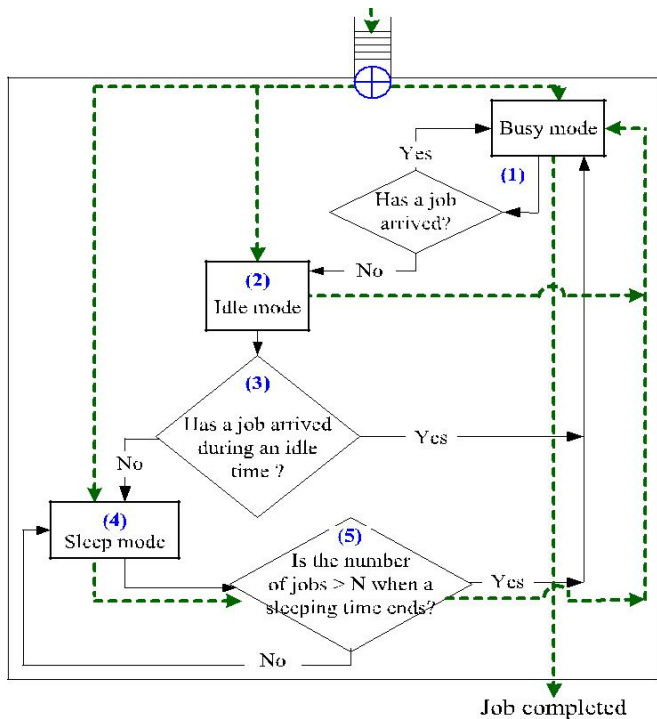 Busy mode
Yes
(1)
Has a job
arrived?
No
(2)
Idle mode
(3)
Has a job arrived
during an idle
time ?
Yes
No
(4)
Sleep mode
(5)
Is the number
of jobs > N when a
sleeping time ends?
Yes
No
Job completed